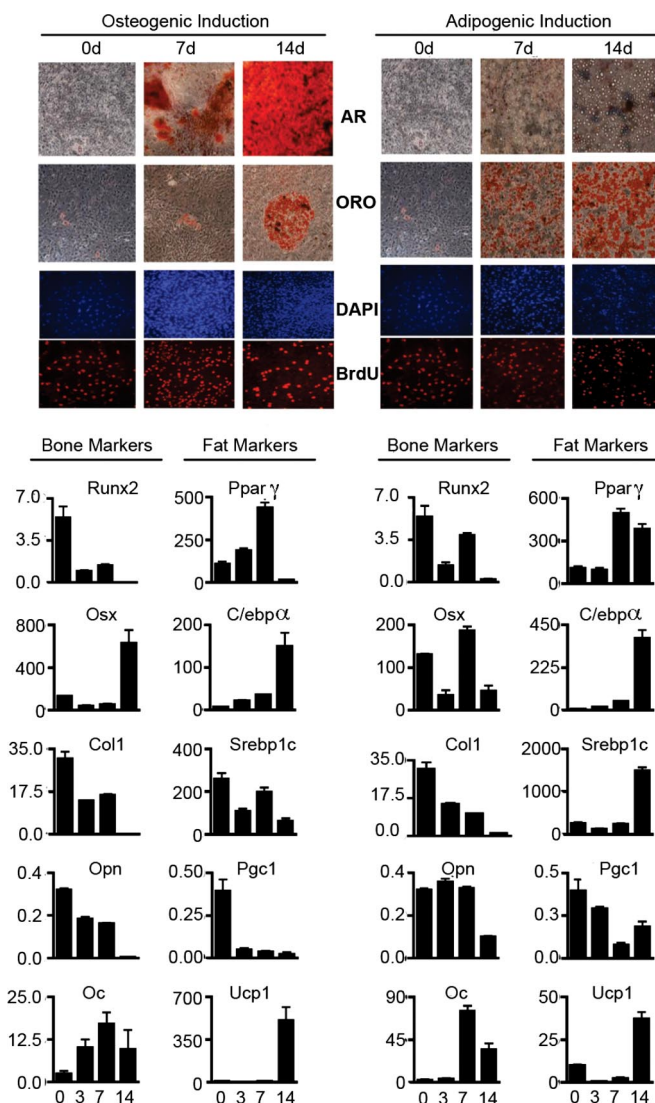 Osteogenic Induction Adipogenic Induction
0d 7d 14d 0d 7d 14d
AR
ORO
DAPI
BrdU
Bone Markers Fat Markers Bone Markers Fat Markers
Runx2 Ppar γ Runx2 Ppar γ
7.0 500 7.0 600
3.5 250 3.5 300
0.0 0 0.0 0
Osx C/ebpα Osx C/ebpα
800 200 200 450
400 100 100 225
0 0 0 0
Col1 Srebp1c Col1 Srebp1c
35.0 400 35.0 2000
17.5 200 17.5 1000
0.0 0 0.0 0
Opn Pgc1 Opn Pgc1
0.4 0.50 0.4 0.50
0.2 0.25 0.2 0.3
0.0 0.00 0.0 0.00
Oc Ucp1 Oc Ucp1
25.0 700 90 50
12.5 350 45 25
0.0 0 0 0
0 3 7 14 0 3 7 14 0 3 7 14 0 3 7 14